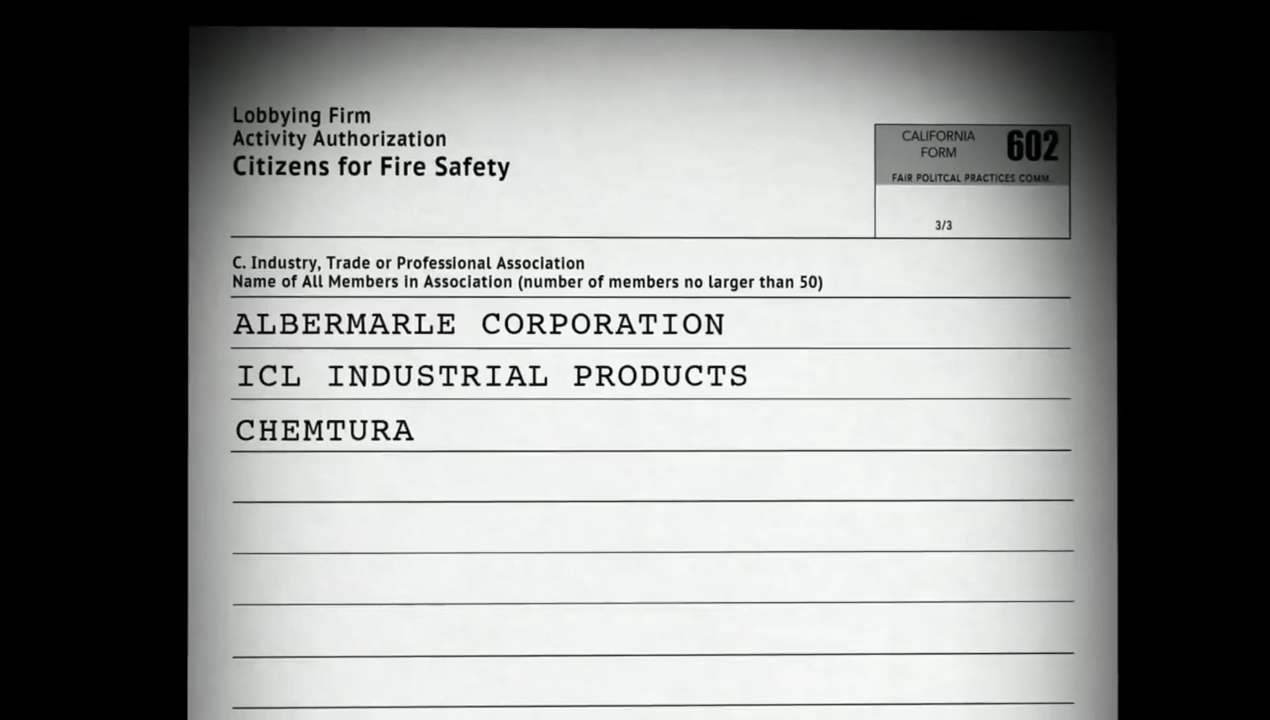 Lobbying Firm
Activity Authorization
Citizens for Fire Safety
CALIFORNIA
FORM 602
FAIR POLITCAL PRACTICES COMM.
3/3
C. Industry, Trade or Professional Association
Name of All Members in Association (number of members no larger than 50)
ALBERMARLE CORPORATION
ICL INDUSTRIAL PRODUCTS
CHEMTURA